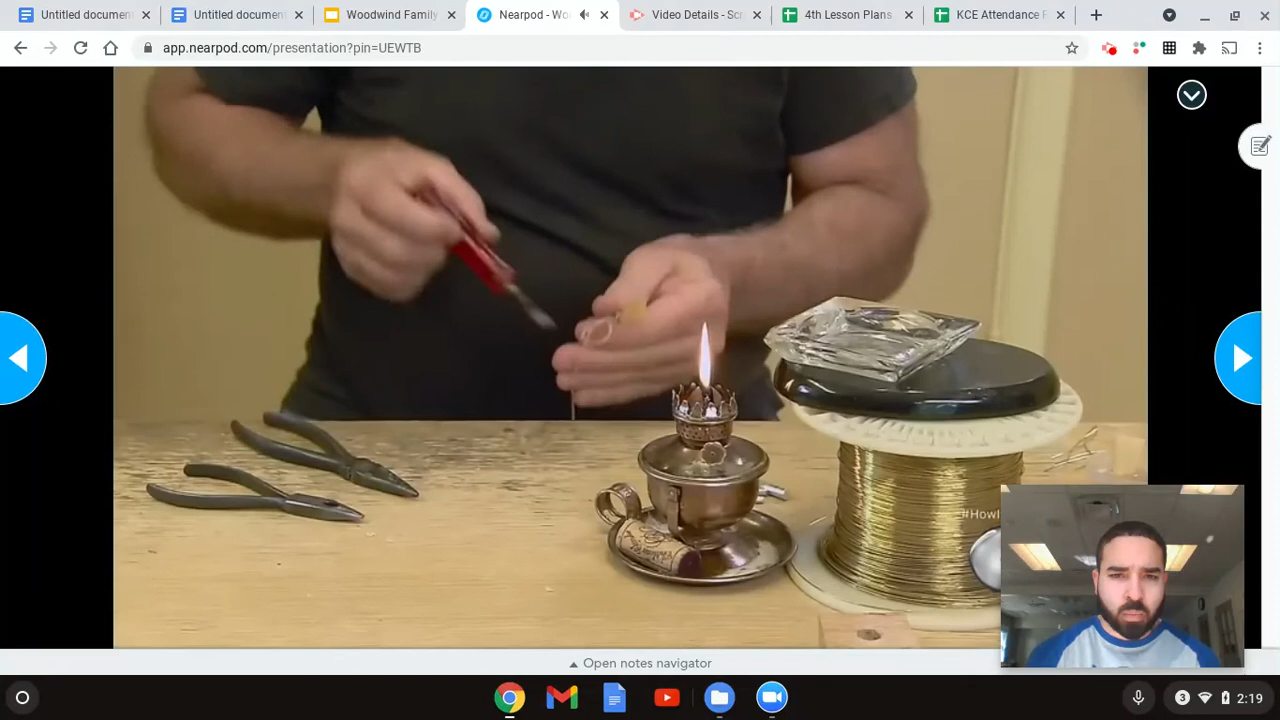 Untitled documen
Untitled documen
Woodwind Family
Nearpod - Wo
Video Details - Scr
4th Lesson Plans
KCE Attendance R
app.nearpod.com/presentation?pin=UEWTB
#HowI
Open notes navigator
3
2:19